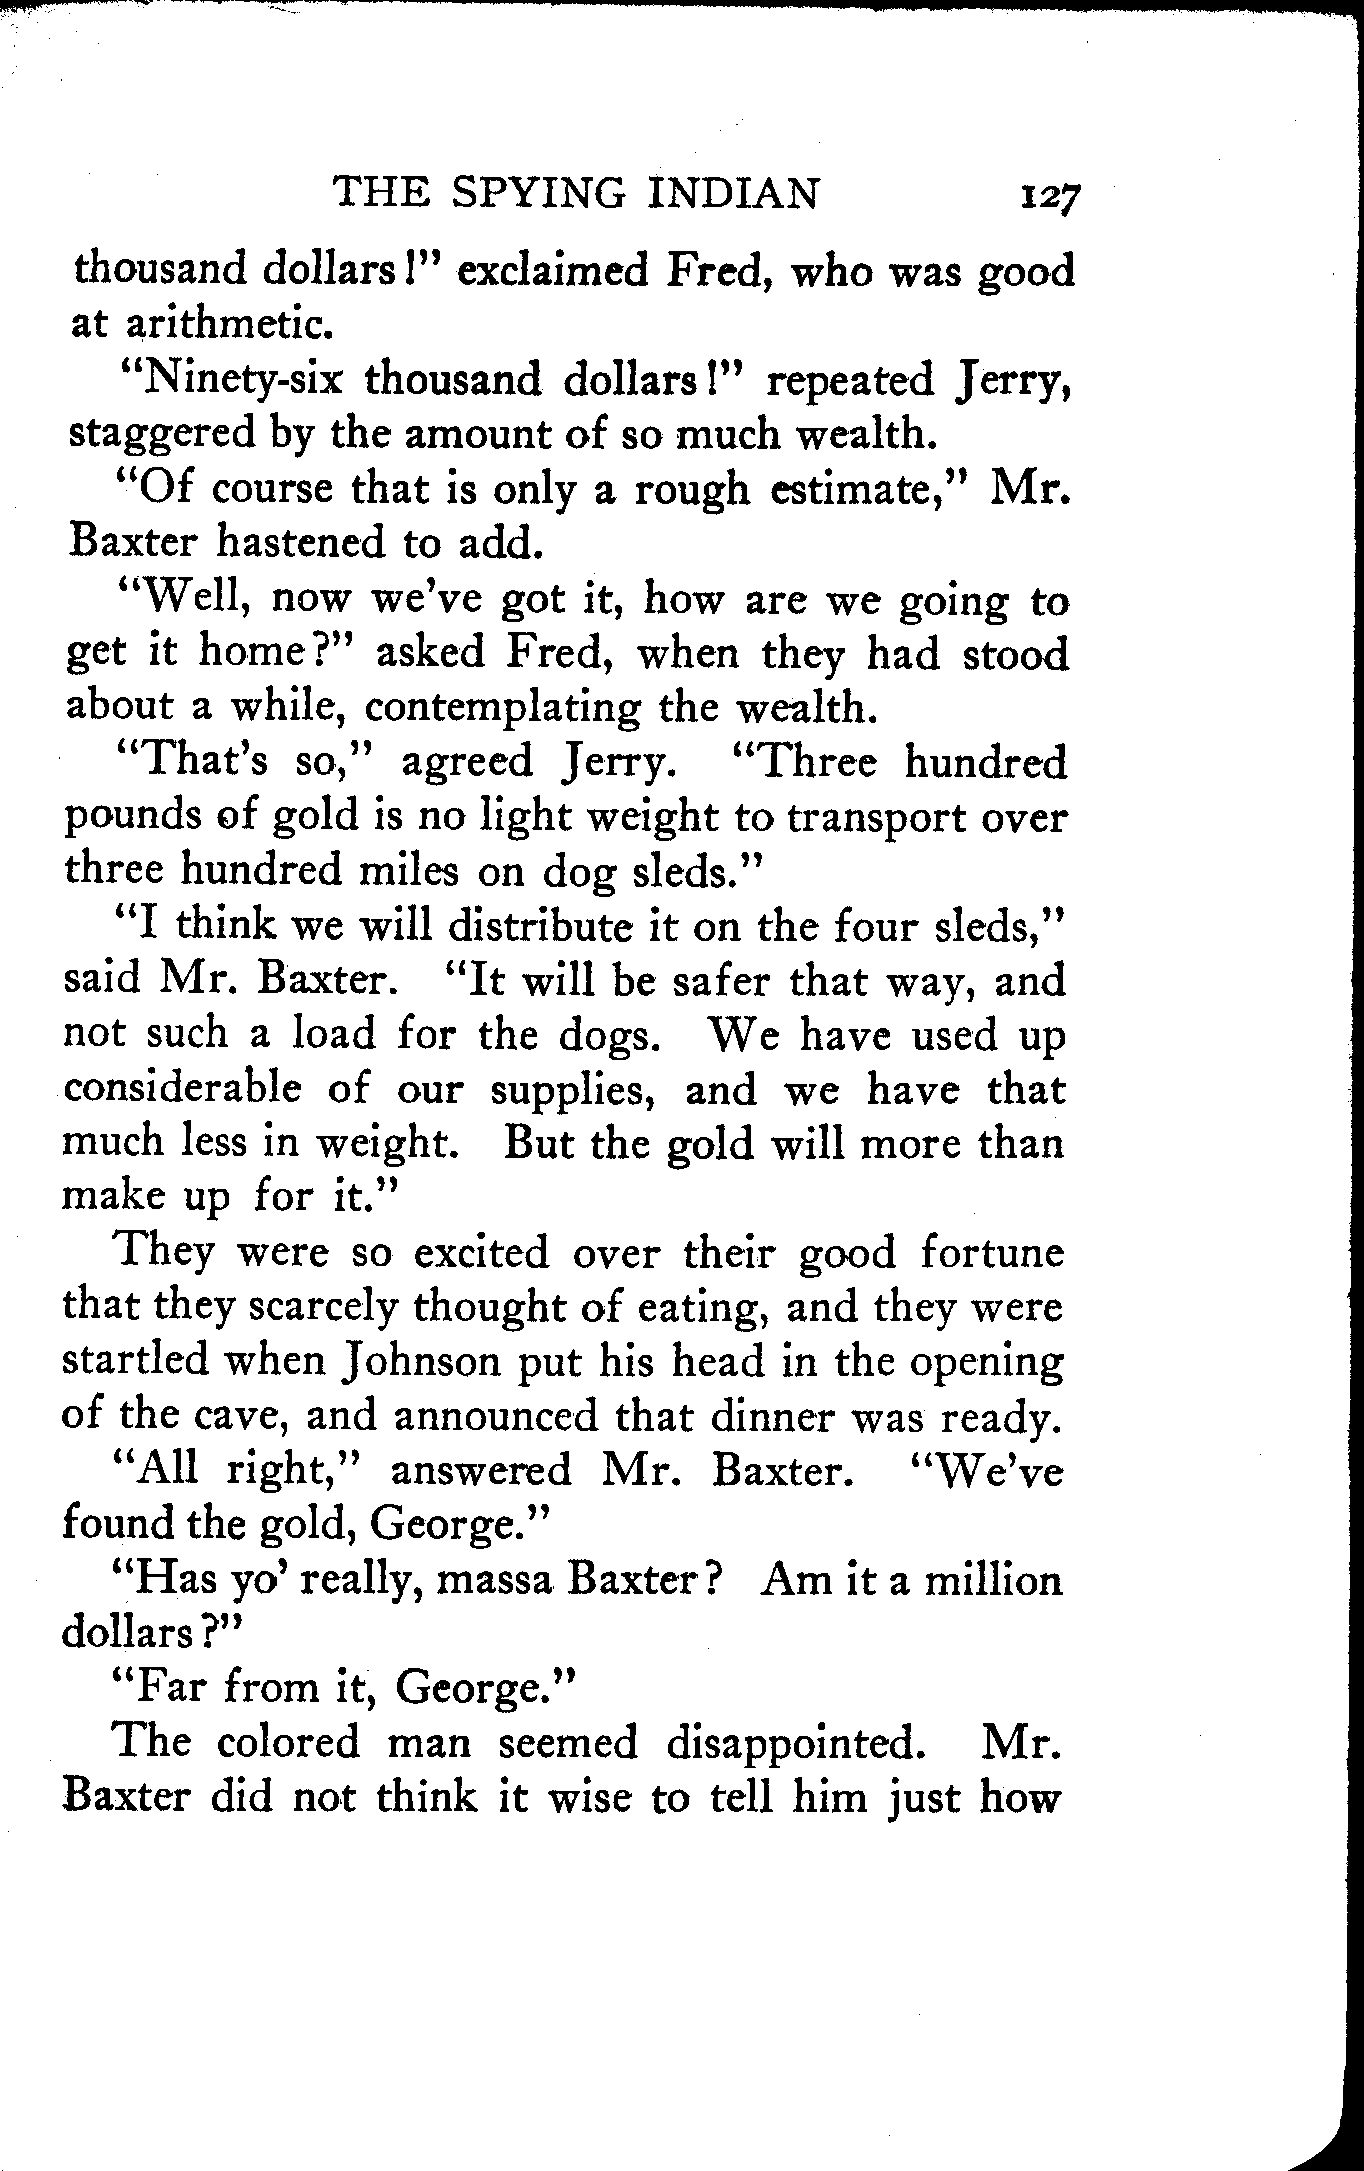 THE SPYING INDIAN 127
thousand dollars!" exclaimed Fred, who was good
at arithmetic.
"Ninety-six thousand dollars!" repeated Jerry,
staggered by the amount of so much wealth.
"Of course that is only a rough estimate," Mr.
Baxter hastened to add.
"Well, now we've got it, how are we going to
get it home?" asked Fred, when they had stood
about a while, contemplating the wealth.
"That's so," agreed Jerry. "Three hundred
pounds of gold is no light weight to transport over
three hundred miles on dog sleds."
"I think we will distribute it on the four sleds,"
said Mr. Baxter. "It will be safer that way, and
not such a load for the dogs. We have used up
considerable of our supplies, and we have that
much less in weight. But the gold will more than
make up for it."
They were so excited over their good fortune
that they scarcely thought of eating, and they were
startled when Johnson put his head in the opening
of the cave, and announced that dinner was ready.
"All right," answered Mr. Baxter. "We've
found the gold, George."
"Has yo' really, massa Baxter? Am it a million
dollars?"
"Far from it, George."
The colored man seemed disappointed. Mr.
Baxter did not think it wise to tell him just how